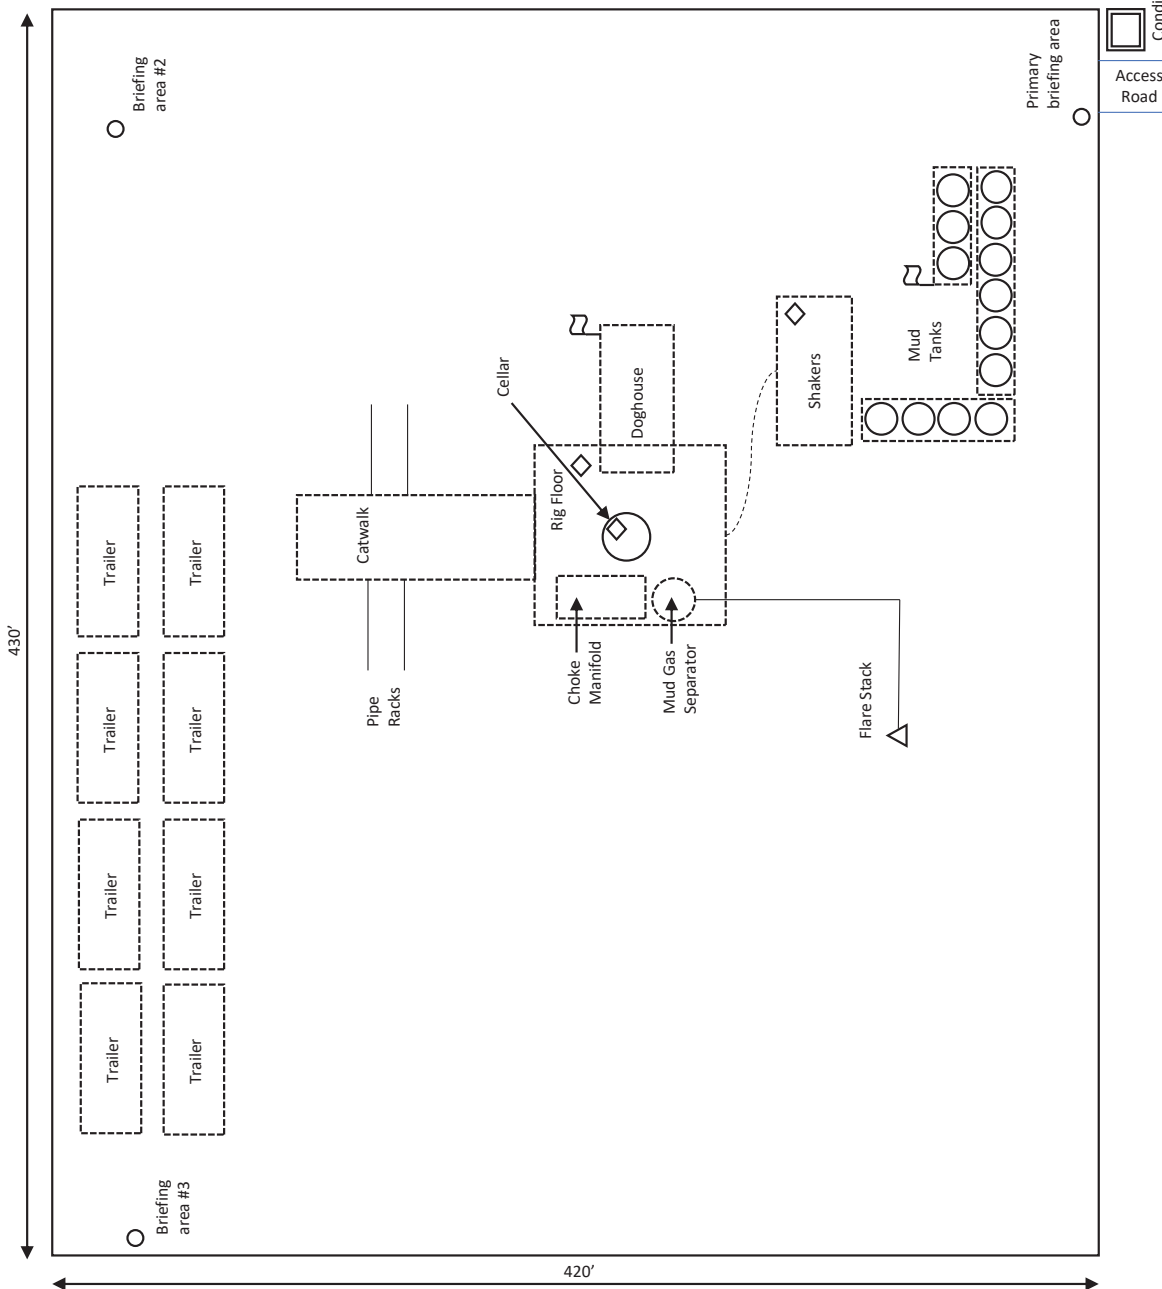 Briefing
area #2
Primary
briefing area
Access
Road
Mud
Tanks
Shakers
Doghouse
Cellar
Rig Floor
Catwalk
Trailer
Trailer
Trailer
Trailer
Trailer
Trailer
Trailer
Trailer
Pipe
Racks
Choke
Manifold
Mud Gas
Separator
Flare Stack
Briefing
area #3
430'
420'